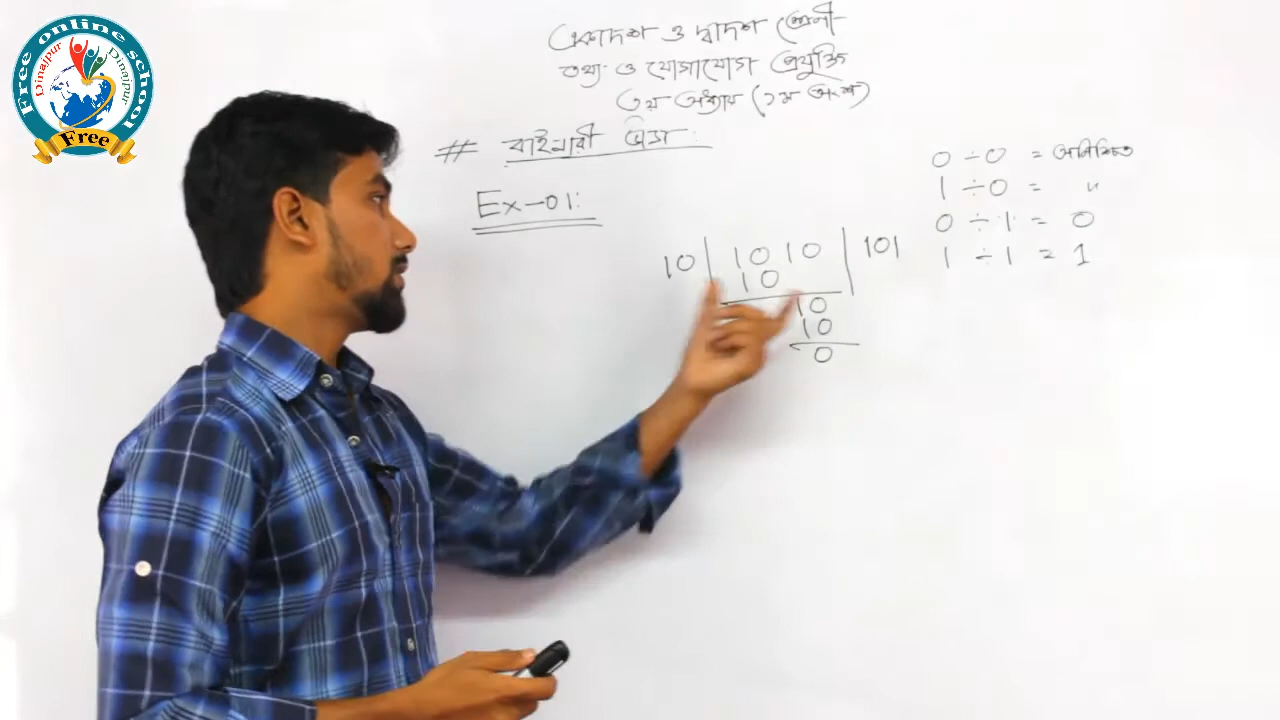 Free online school
Dinajpur
Dinajpur
Free
একাদশ ও দ্বাদশ শ্রেণী
তথ্য ও যোগাযোগ প্রযুক্তি
৩য় অধ্যায় (১ম অংশ)
# বাইনারী
Ex-01:
10 | 1010 | 101
10
10
10
0
0 ÷ 0 = অনিশ্চিত
1 ÷ 0 = "
0 ÷ 1 = 0
1 ÷ 1 = 1